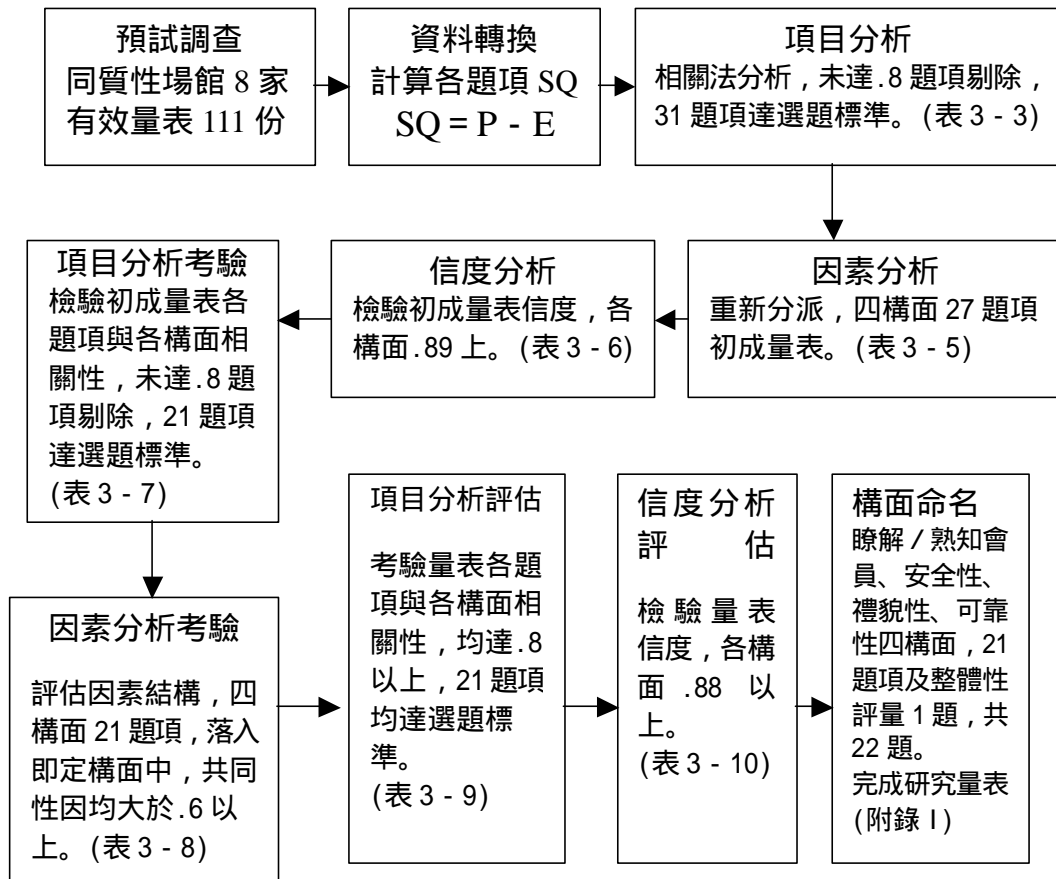 預試調查
同質性場館 8 家
有效量表 111 份
資料轉換
計算各題項 SQ
SQ = P - E
項目分析
相關法分析，未達.8 題項剔除，
31 題項達選題標準。(表 3 - 3)
因素分析
重新分派，四構面 27 題項
初成量表。(表 3 - 5)
信度分析
檢驗初成量表信度，各
構面.89 上。(表 3 - 6)
項目分析考驗
檢驗初成量表各
題項與各構面相
關性，未達.8 題
項剔除，21 題項
達選題標準。
(表 3 - 7)
因素分析考驗
評估因素結構，四
構面 21 題項，落入
即定構面中，共同
性因均大於.6 以
上。(表 3 - 8)
項目分析評估
考驗量表各題
項與各構面相
關性，均達.8
以上，21 題項
均達選題標
準。
(表 3 - 9)
信度分析
評估
檢驗量表
信度，各構
面 .88 以
上。
(表 3 - 10)
構面命名
瞭解 / 熟知會
員、安全性、
禮貌性、可靠
性四構面，21
題項及整體性
評量 1 題，共
22 題。
完成研究量表
(附錄 I)